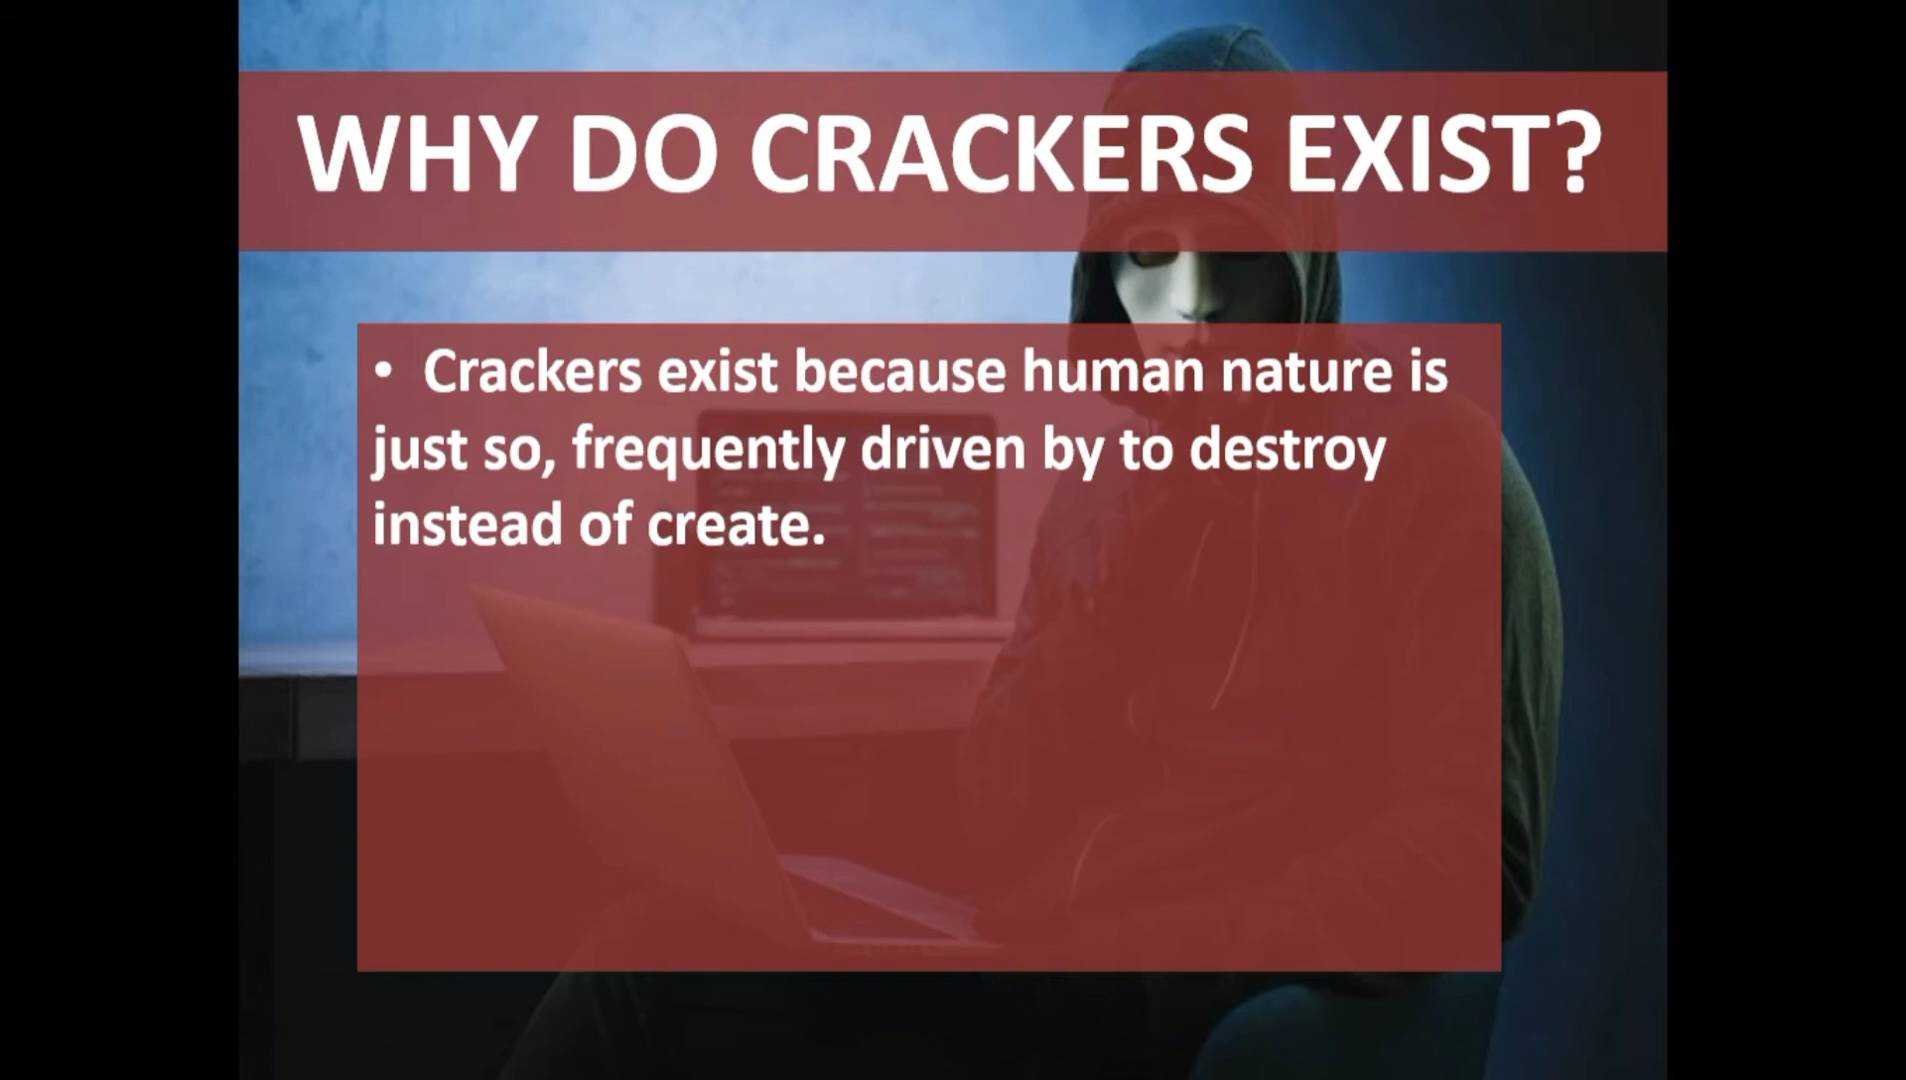 WHY DO CRACKERS EXIST?
• Crackers exist because human nature is
just so, frequently driven by to destroy
instead of create.